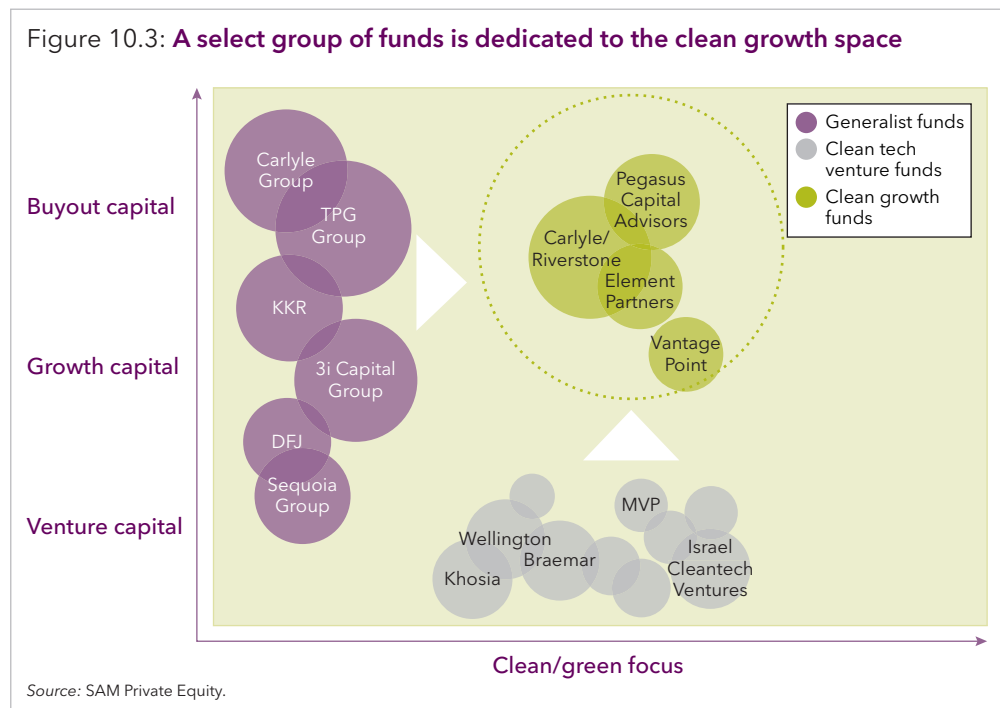 Figure 10.3: A select group of funds is dedicated to the clean growth space
Buyout capital
Growth capital
Venture capital
Carlyle
Group
TPG
Group
KKR
3i Capital
Group
DFJ
Sequoia
Group
Pegasus
Capital
Advisors
Carlyle/
Riverstone
Element
Partners
Vantage
Point
Generalist funds
Clean tech
venture funds
Clean growth
funds
MVP
Wellington
Braemar
Khosia
Israel
Cleantech
Ventures
Clean/green focus
Source: SAM Private Equity.